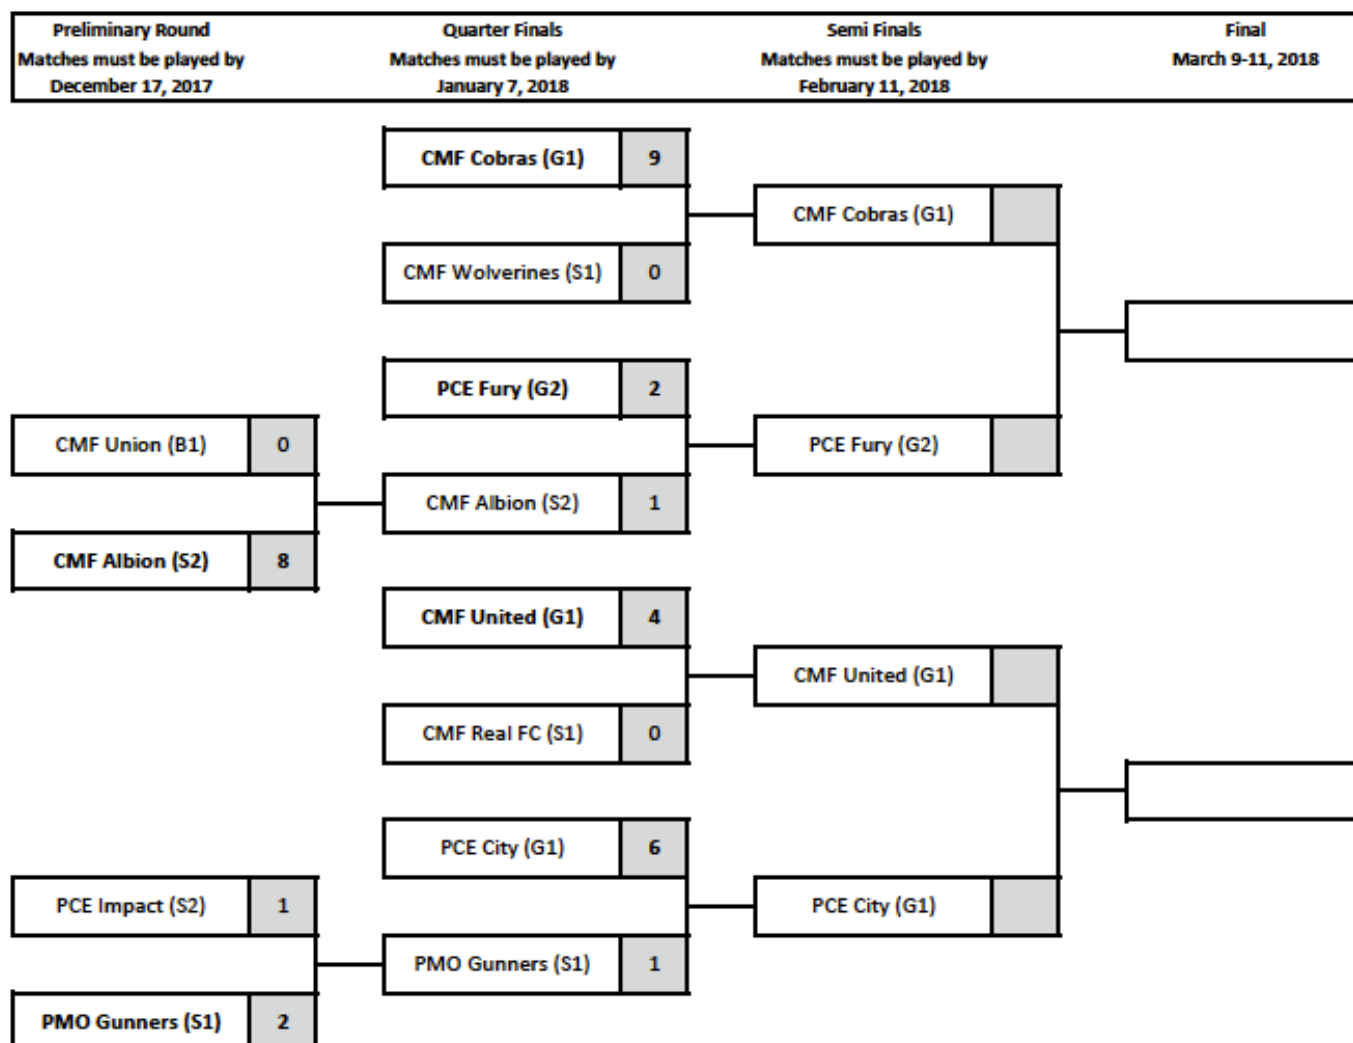 Preliminary Round
Matches must be played by
December 17, 2017
Quarter Finals
Matches must be played by
January 7, 2018
Semi Finals
Matches must be played by
February 11, 2018
Final
March 9-11, 2018
CMF Union (B1) 0
CMF Albion (S2) 8
PCE Impact (S2) 1
PMO Gunners (S1) 2
CMF Cobras (G1) 9
CMF Wolverines (S1) 0
PCE Fury (G2) 2
CMF Albion (S2) 1
CMF United (G1) 4
CMF Real FC (S1) 0
PCE City (G1) 6
PMO Gunners (S1) 1
CMF Cobras (G1)
PCE Fury (G2)
CMF United (G1)
PCE City (G1)